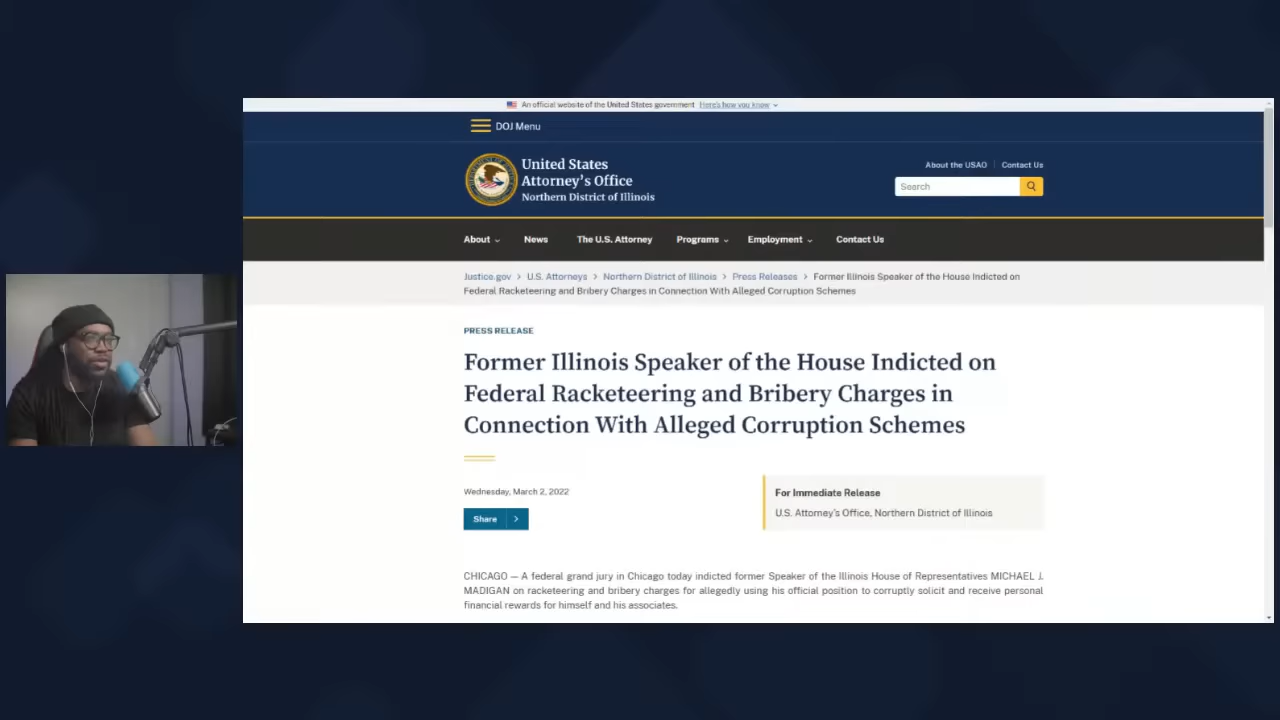 An official website of the United States government Here's how you know
DOJ Menu
United States
Attorney's Office
Northern District of Illinois
About the USAO
Contact Us
Search
About
News
The U.S. Attorney
Programs
Employment
Contact Us
Justice.gov > U.S. Attorneys > Northern District of Illinois > Press Releases > Former Illinois Speaker of the House Indicted on
Federal Racketeering and Bribery Charges in Connection With Alleged Corruption Schemes
PRESS RELEASE
Former Illinois Speaker of the House Indicted on
Federal Racketeering and Bribery Charges in
Connection With Alleged Corruption Schemes
Wednesday, March 2, 2022
Share >
For Immediate Release
U.S. Attorney's Office, Northern District of Illinois
CHICAGO — A federal grand jury in Chicago today indicted former Speaker of the Illinois House of Representatives MICHAEL J.
MADIGAN on racketeering and bribery charges for allegedly using his official position to corruptly solicit and receive personal
financial rewards for himself and his associates.